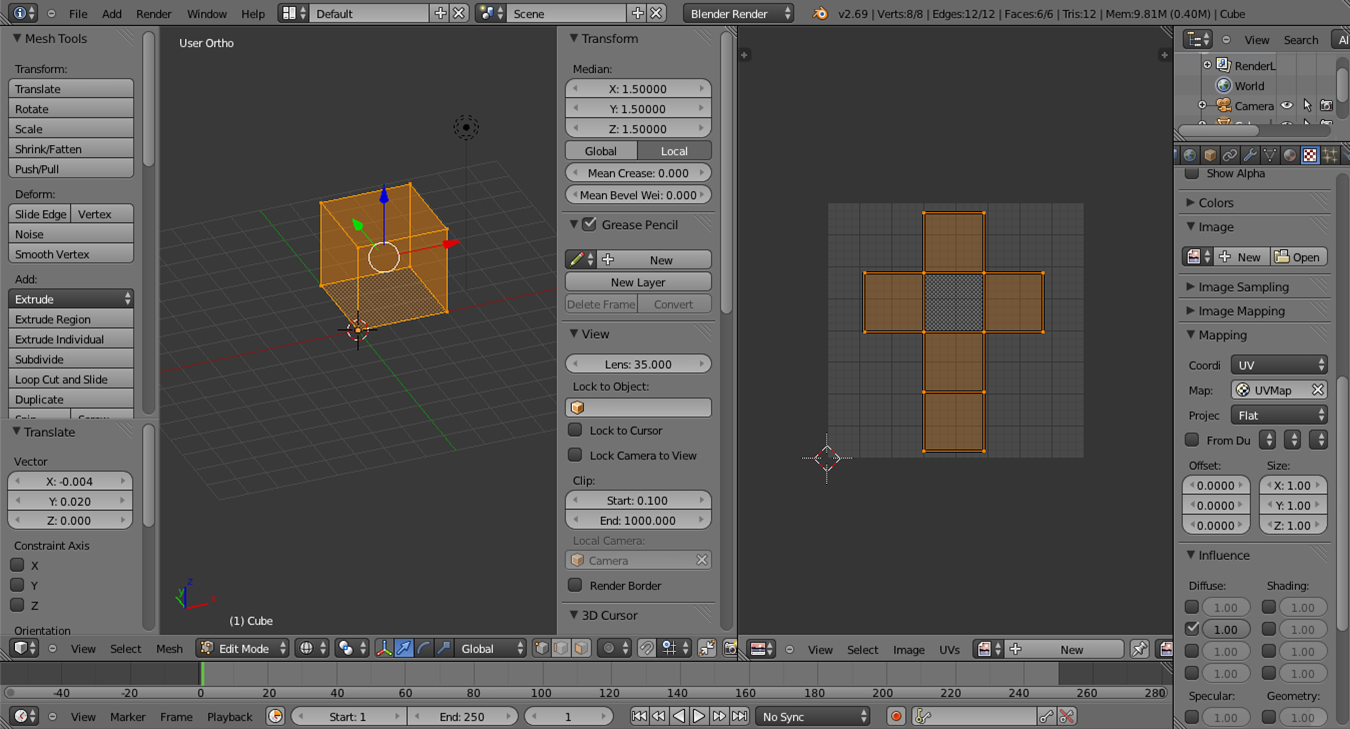 File Add Render Window Help Default Scene Blender Render v2.69 | Verts:8/8 | Edges:12/12 | Faces:6/6 | Tris:12 | Mem:9.81M (0.40M) | Cube
Mesh Tools
Transform:
Translate
Rotate
Scale
Shrink/Fatten
Push/Pull
Deform:
Slide Edge Vertex
Noise
Smooth Vertex
Add:
Extrude
Extrude Region
Extrude Individual
Subdivide
Loop Cut and Slide
Duplicate
Translate
Vector
X: -0.004
Y: 0.020
Z: 0.000
Constraint Axis
X
Y
Z
Orientation
User Ortho
z
y
x
(1) Cube
Transform
Median:
X: 1.50000
Y: 1.50000
Z: 1.50000
Global Local
Mean Crease: 0.000
Mean Bevel Wei: 0.000
Grease Pencil
New
New Layer
Delete Frame Convert
View
Lens: 35.000
Lock to Object:
Lock to Cursor
Lock Camera to View
Clip:
Start: 0.100
End: 1000.000
Local Camera:
Camera
Render Border
3D Cursor
View Select Mesh Edit Mode Global
View Select Image UVs New
View Search Al
RenderL
World
Camera
Show Alpha
Colors
Image
New Open
Image Sampling
Image Mapping
Mapping
Coordi UV
Map: UVMap
Projec Flat
From Du
Offset: Size:
0.0000 X: 1.00
0.0000 Y: 1.00
0.0000 Z: 1.00
Influence
Diffuse: Shading:
1.00 1.00
1.00 1.00
1.00 1.00
1.00 1.00
Specular: Geometry:
1.00 1.00
-40 -20 0 20 40 60 80 100 120 140 160 180 200 220 240 260 280
View Marker Frame Playback Start: 1 End: 250 1 No Sync